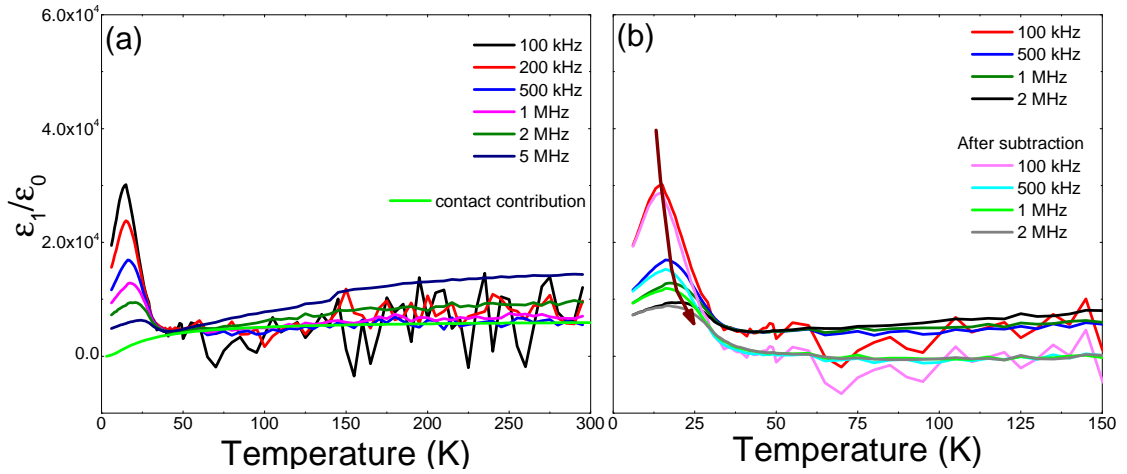 (a)
6.0x10⁴
4.0x10⁴
2.0x10⁴
0.0
ε₁/ε₀
100 kHz
200 kHz
500 kHz
1 MHz
2 MHz
5 MHz
contact contribution
0 50 100 150 200 250 300
Temperature (K)
(b)
100 kHz
500 kHz
1 MHz
2 MHz
After subtraction
100 kHz
500 kHz
1 MHz
2 MHz
0 25 50 75 100 125 150
Temperature (K)